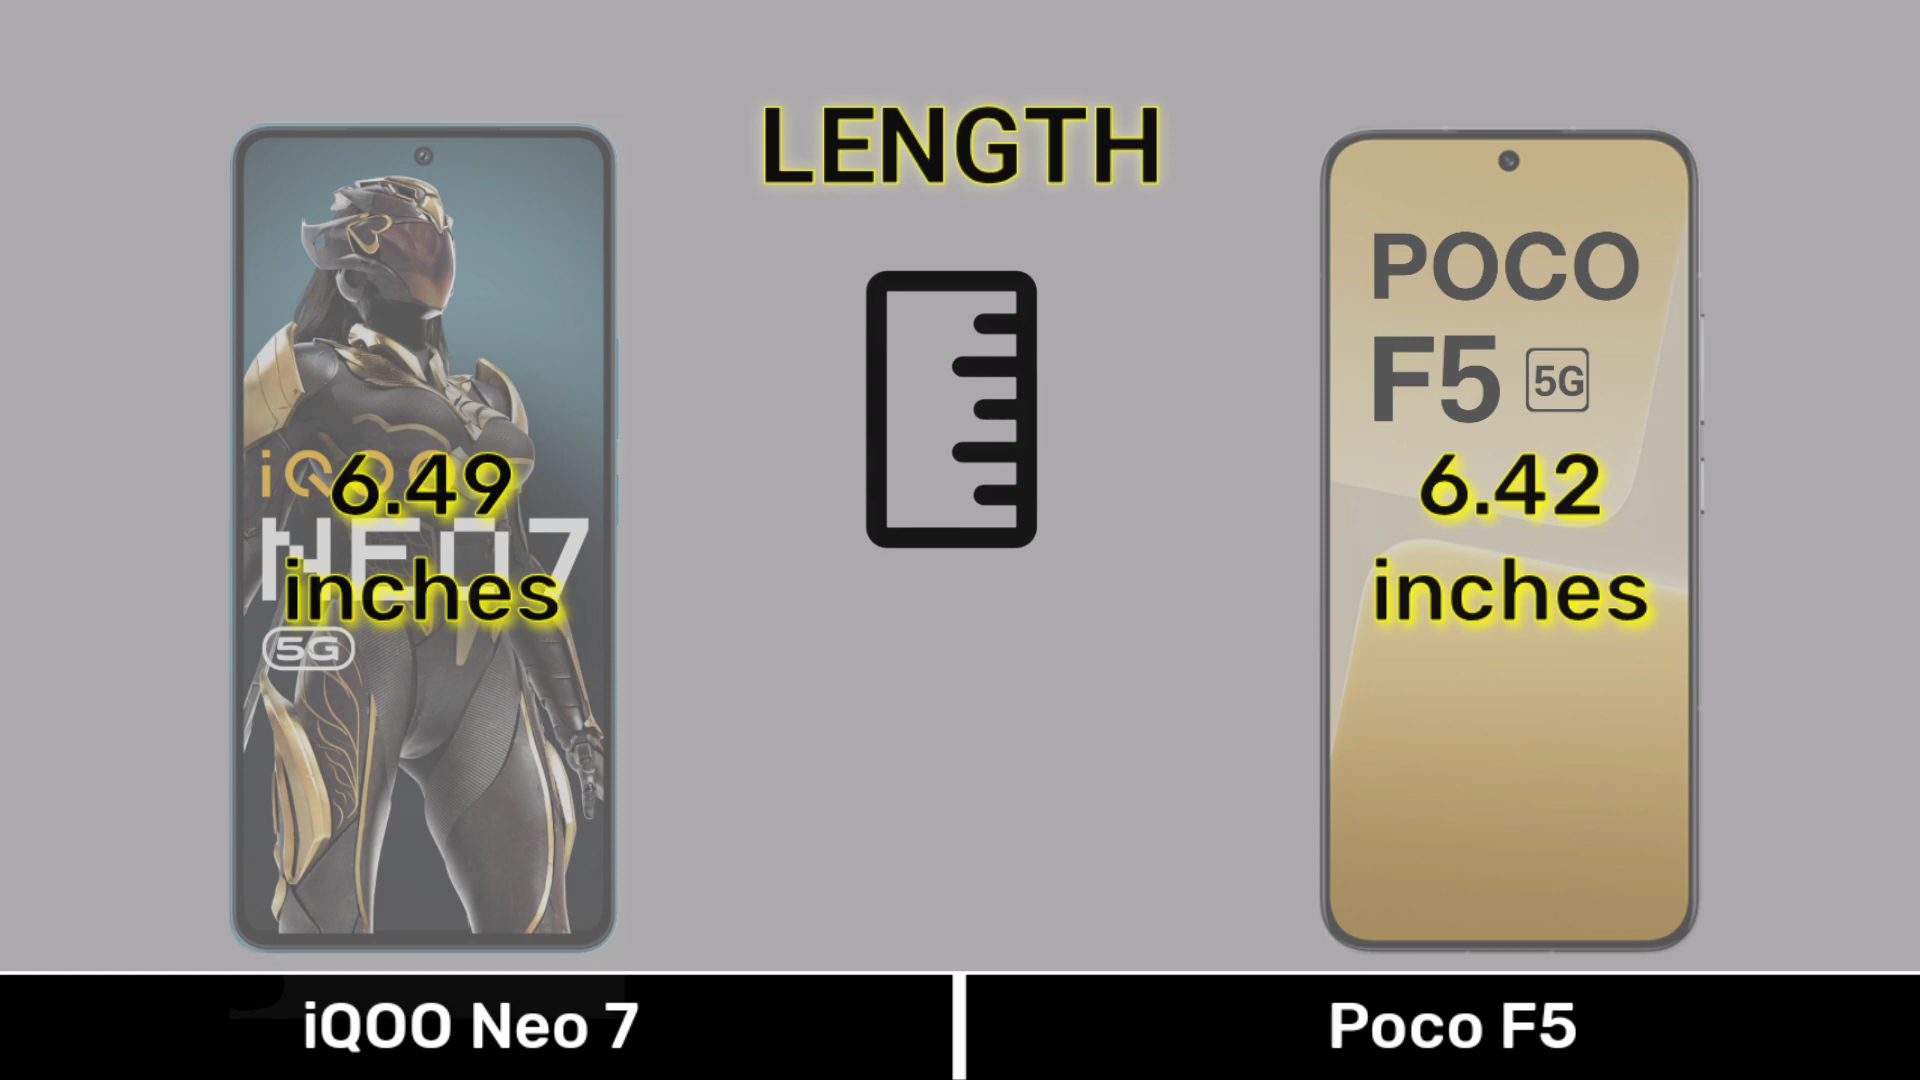 LENGTH
iQOO
NEO7
5G
6.49
inches
POCO
F5 5G
6.42
inches
iQOO Neo 7
Poco F5